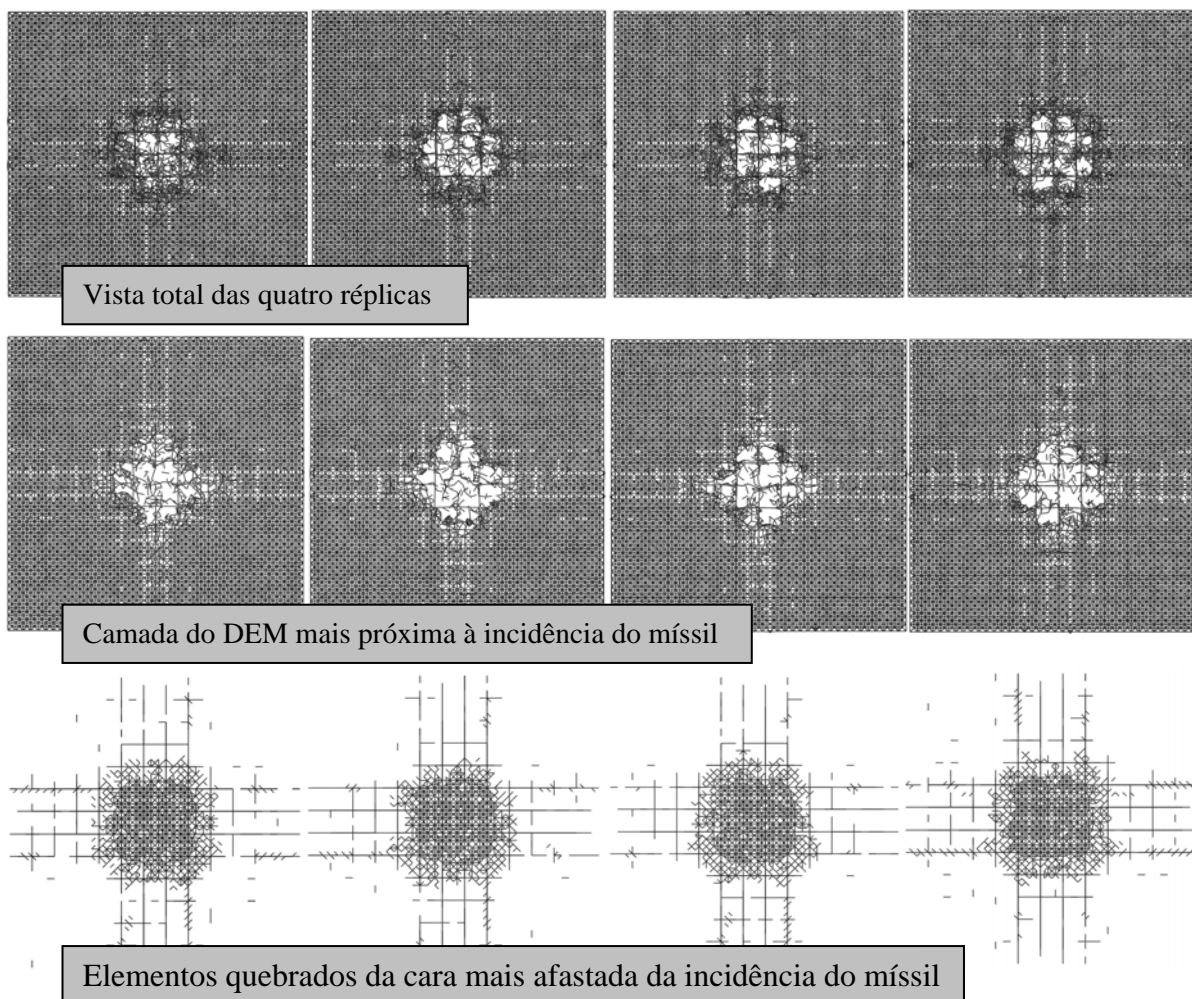 Vista total das quatro réplicas
Camada do DEM mais próxima à incidência do míssil
Elementos quebrados da cara mais afastada da incidência do míssil